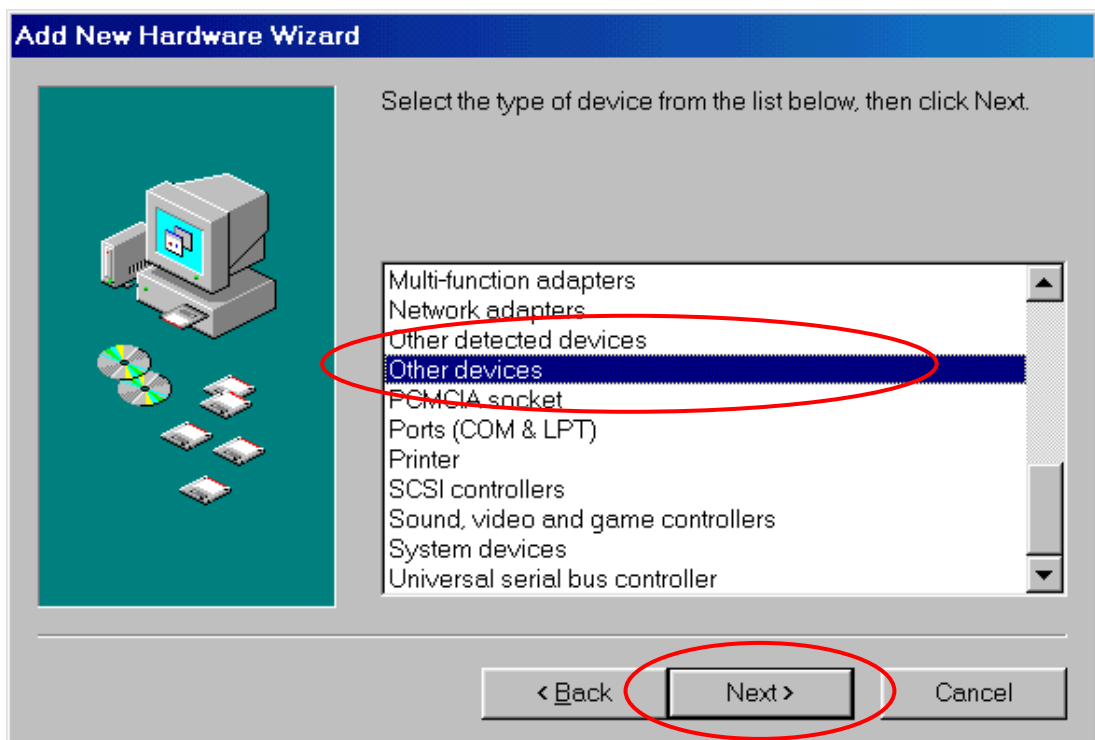 Add New Hardware Wizard
Select the type of device from the list below, then click Next.
Multi-function adapters
Network adapters
Other detected devices
Other devices
PCMCIA socket
Ports (COM & LPT)
Printer
SCSI controllers
Sound, video and game controllers
System devices
Universal serial bus controller
< Back Next > Cancel